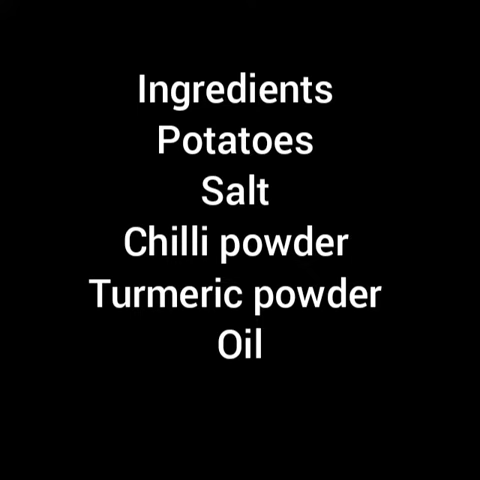 Ingredients
Potatoes
Salt
Chilli powder
Turmeric powder
Oil